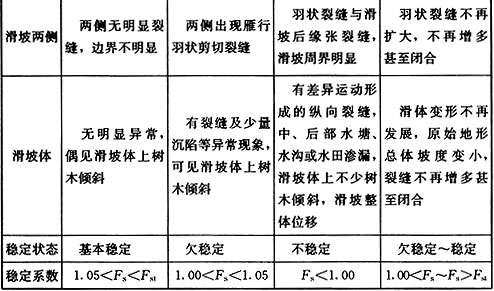 滑坡两侧
两侧无明显裂
缝，边界不明显
两侧出现雁行
羽状剪切裂缝
羽状裂缝与滑
坡后缘张裂缝，
滑坡周界明显
羽状裂缝不再
扩大，不再增多
甚至闭合
滑坡体
无明显异常，
偶见滑坡体上树
木倾斜
有裂缝及少量
沉陷等异常现象，
可见滑坡体上树
木倾斜
有差异运动形
成的纵向裂缝，
中、后部水塘、
水沟或水田渗漏，
滑坡体上不少树
木倾斜，滑坡整
体位移
滑体变形不再
发展，原始地形
总体坡度变小，
裂缝不再增多甚
至闭合
稳定状态
基本稳定
欠稳定
不稳定
欠稳定～稳定
稳定系数
1.05<Fs<Fst
1.00<Fs<1.05
Fs<1.00
1.00<Fs~Fs>Fst